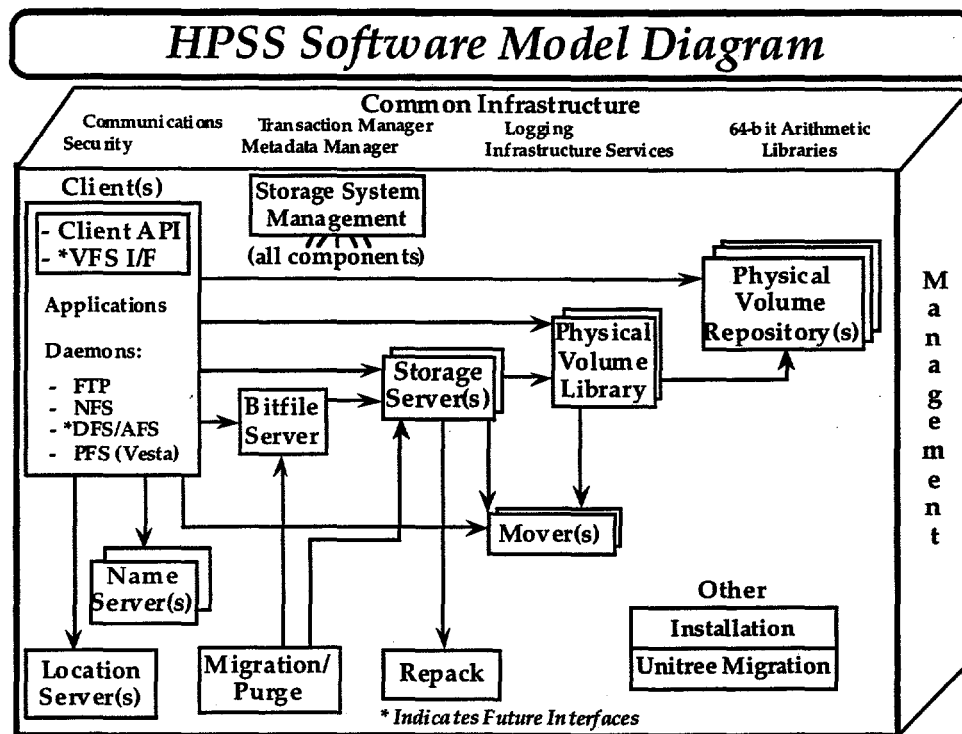 HPSS Software Model Diagram
Common Infrastructure
Communications
Security
Transaction Manager
Metadata Manager
Logging
Infrastructure Services
64-bit Arithmetic
Libraries
Client(s)
- Client API
- *VFS I/F
Applications
Daemons:
- FTP
- NFS
- *DFS/AFS
- PFS (Vesta)
Storage System
Management
(all components)
Physical
Volume
Repository(s)
Physical
Volume
Library
Storage
Server(s)
Bitfile
Server
Mover(s)
Name
Server(s)
Location
Server(s)
Migration/
Purge
Repack
Other
Installation
Unitree Migration
* Indicates Future Interfaces
Management